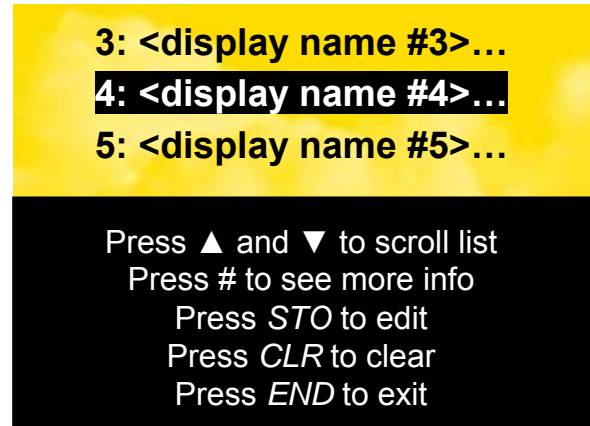 3: <display name #3>…
4: <display name #4>…
5: <display name #5>…
Press ▲ and ▼ to scroll list
Press # to see more info
Press STO to edit
Press CLR to clear
Press END to exit